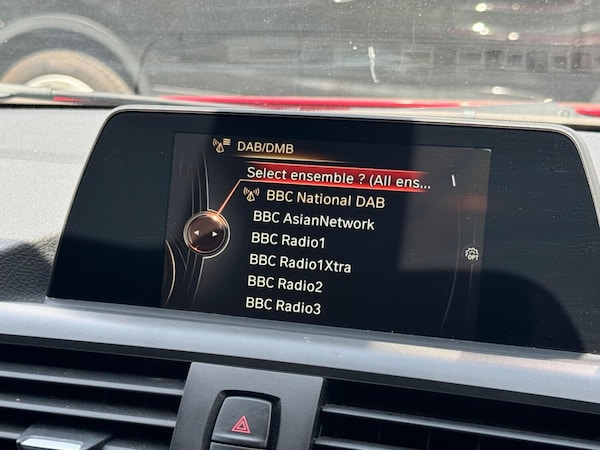 DAB/DMB
Select ensemble ? (All ens...
BBC National DAB
BBC AsianNetwork
BBC Radio1
BBC Radio1Xtra
BBC Radio2
BBC Radio3
OPT